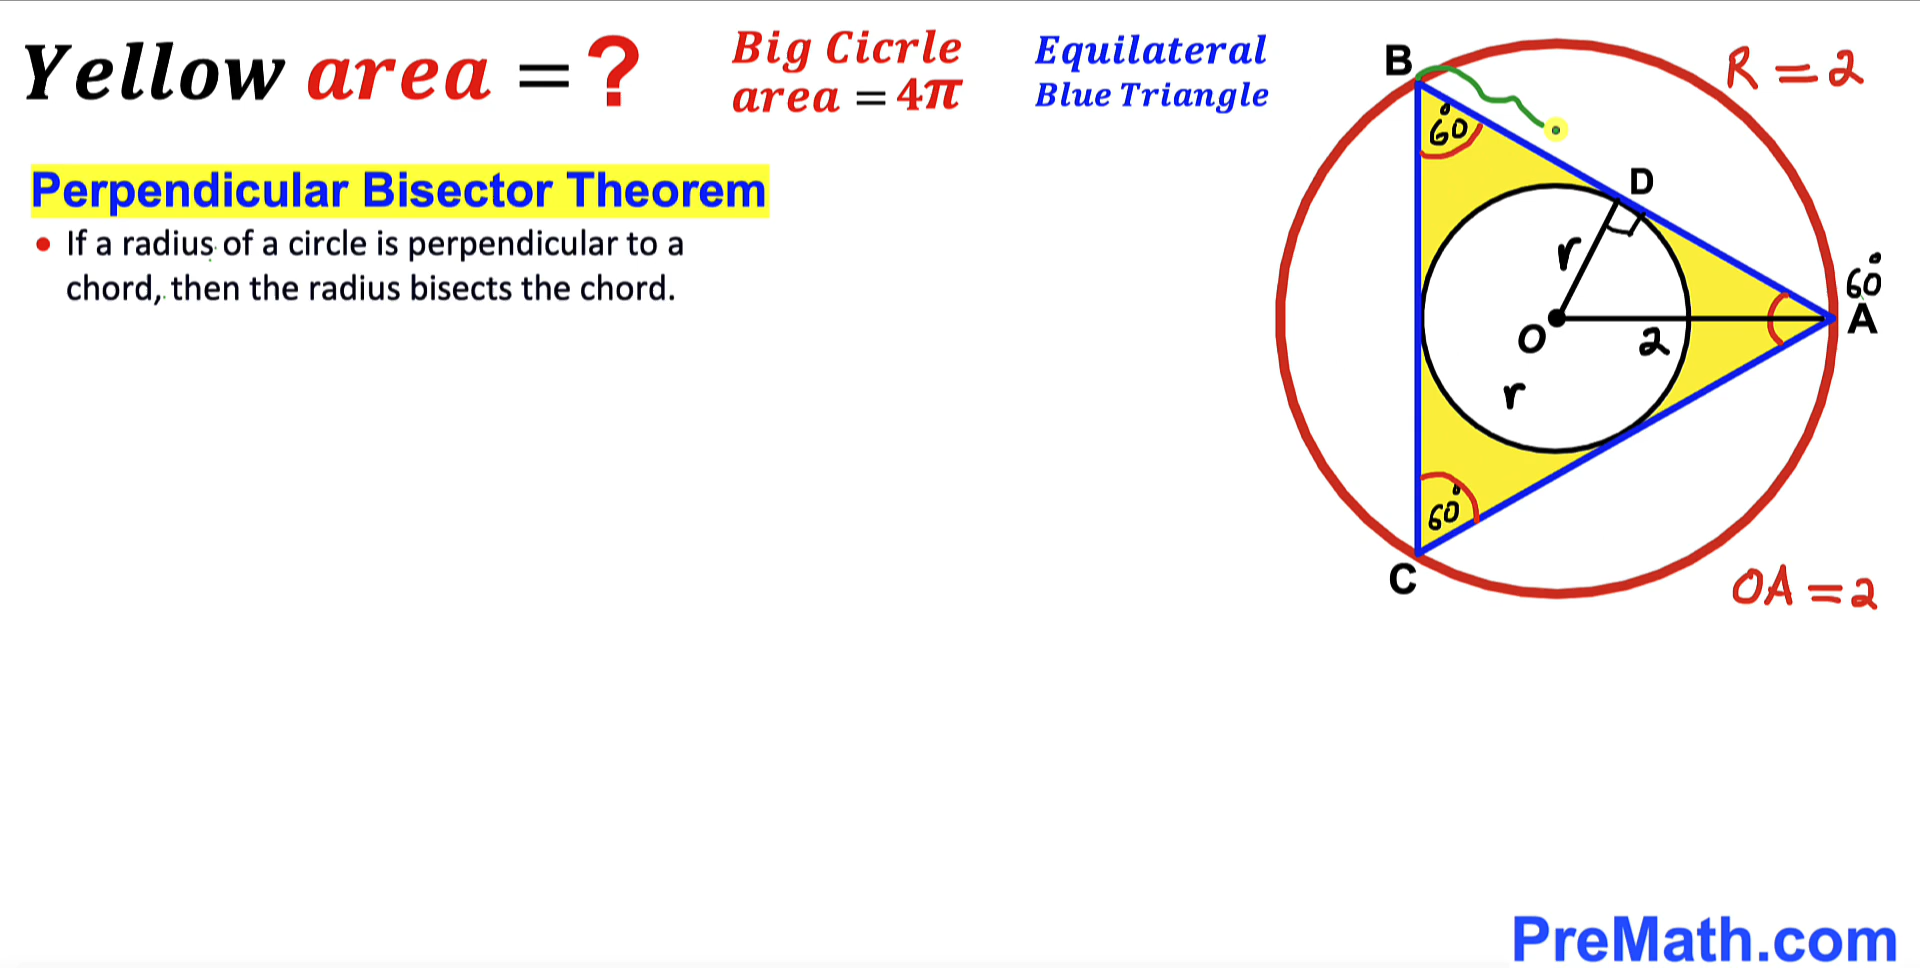 Yellow area = ?
Big Cicrle
area = 4π
Equilateral
Blue Triangle
Perpendicular Bisector Theorem
• If a radius of a circle is perpendicular to a
chord, then the radius bisects the chord.
B
R = 2
60°
D
r
60°
A
O
2
r
60°
C
OA = 2
PreMath.com